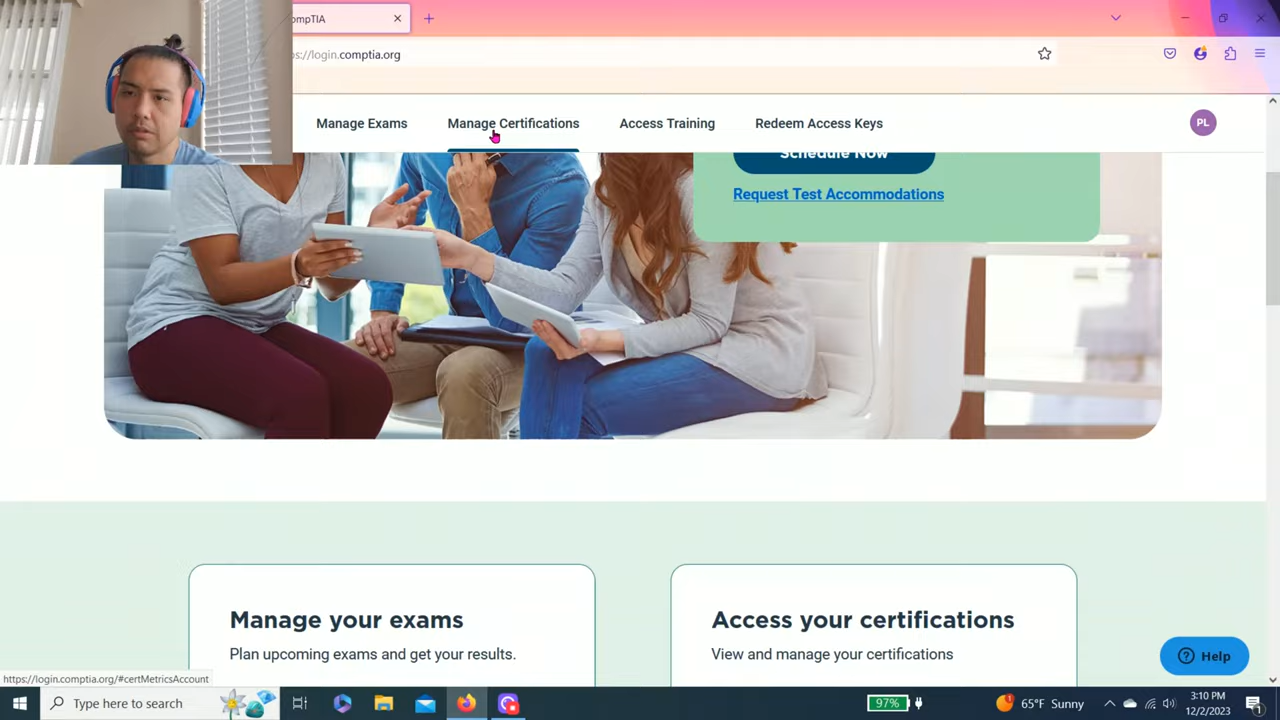 ompTIA
s://login.comptia.org
Manage Exams
Manage Certifications
Access Training
Redeem Access Keys
PL
Schedule Now
Request Test Accommodations
Manage your exams
Plan upcoming exams and get your results.
Access your certifications
View and manage your certifications
Help
https://login.comptia.org/#certMetricsAccount
Type here to search
97%
1
65°F Sunny
3:10 PM
12/2/2023
1